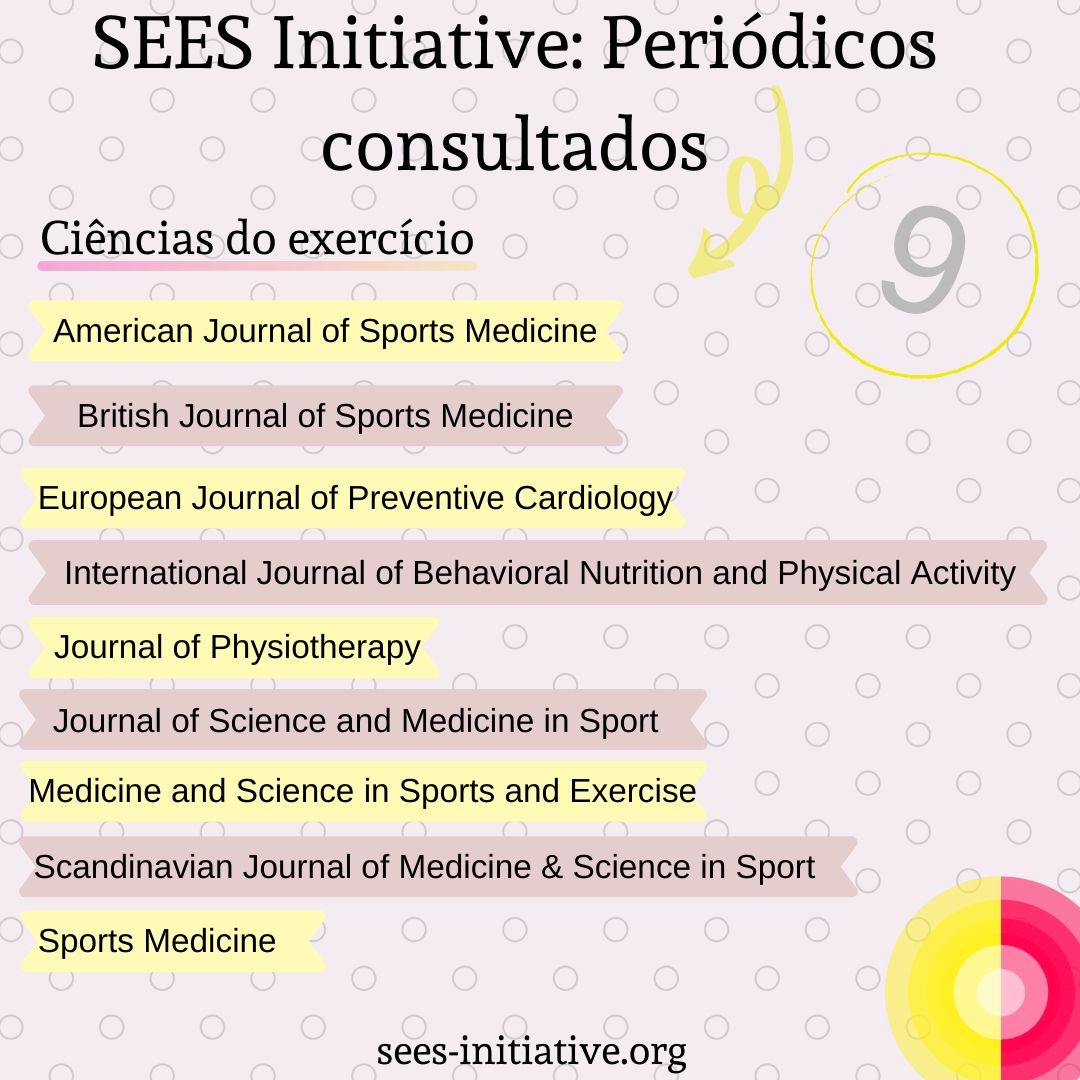 SEES Initiative: Periódicos
consultados
9
Ciências do exercício
American Journal of Sports Medicine
British Journal of Sports Medicine
European Journal of Preventive Cardiology
International Journal of Behavioral Nutrition and Physical Activity
Journal of Physiotherapy
Journal of Science and Medicine in Sport
Medicine and Science in Sports and Exercise
Scandinavian Journal of Medicine & Science in Sport
Sports Medicine
sees-initiative.org